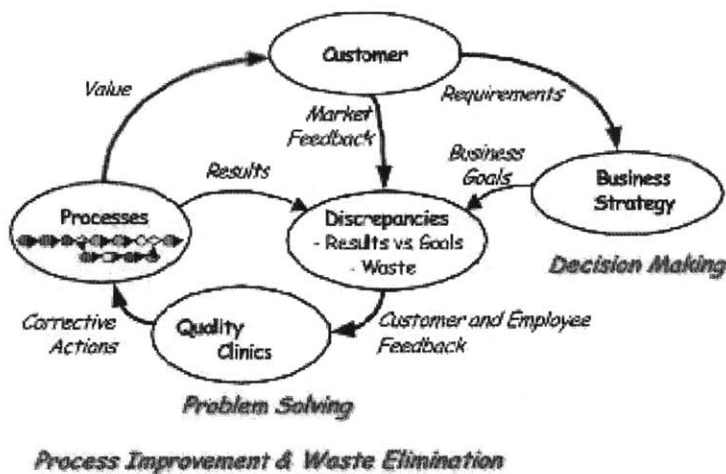 Customer
Value
Requirements
Market
Feedback
Business
Goals
Results
Business
Strategy
Processes
Discrepancies
- Results vs Goals
- Waste
Decision Making
Corrective
Actions
Quality
Clinics
Customer and Employee
Feedback
Problem Solving
Process Improvement & Waste Elimination